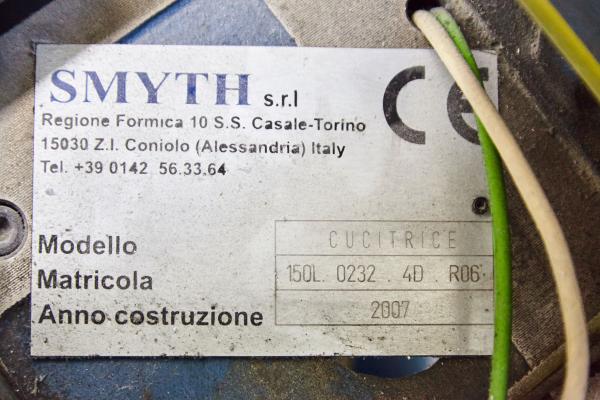 SMYTH s.r.l
Regione Formica 10 S.S. Casale-Torino
15030 Z.I. Coniolo (Alessandria) Italy
Tel. +39 0142 56.33.64
CE
Modello CUCITRICE
Matricola 150L. 0232 . 4D . R06
Anno costruzione 2007